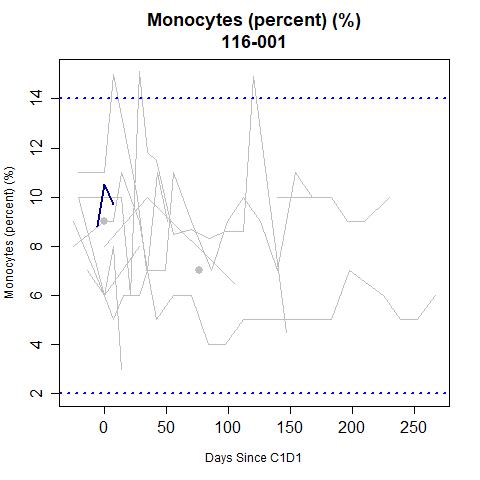 Monocytes (percent) (%)
116-001
Monocytes (percent) (%)
14
12
10
8
6
4
2
0 50 100 150 200 250
Days Since C1D1